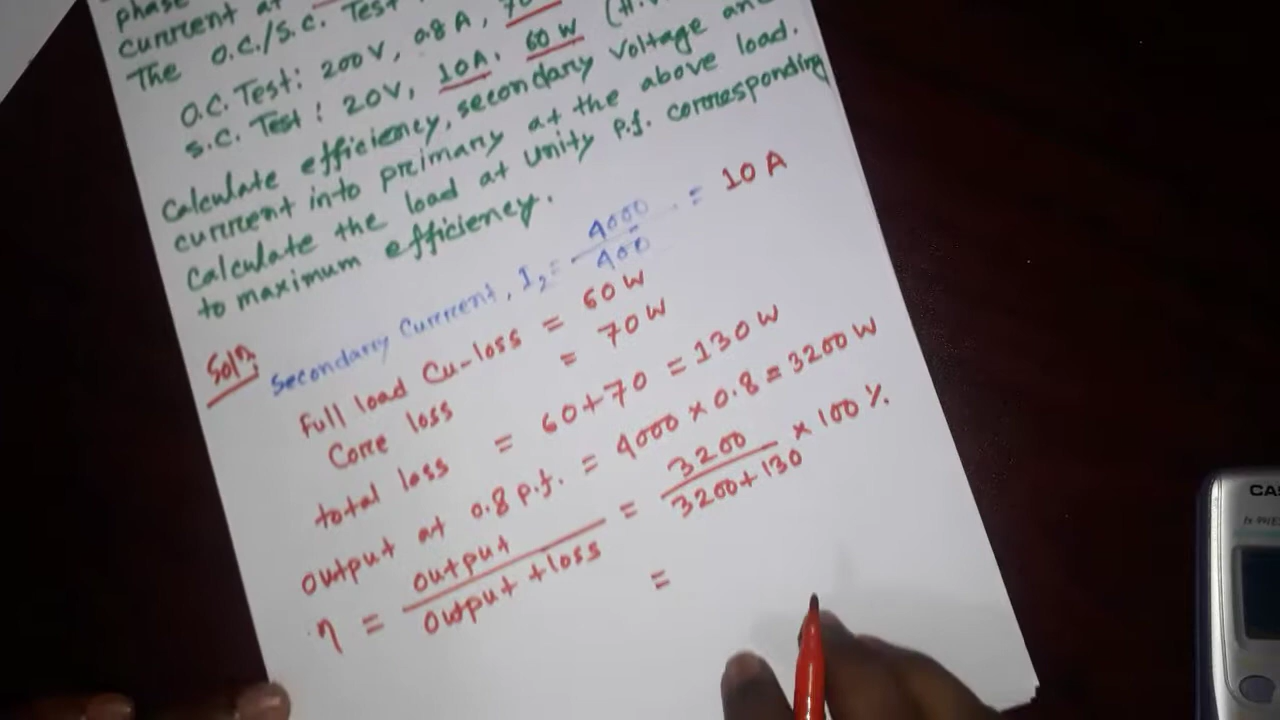 phase
current at
The O.C./S.C. Test
O.C. Test: 200 V, 0.8 A, 70
S.C. Test: 20V, 10A, 60 W (H.V
Calculate efficiency, secondary voltage and
current into primary at the above load.
Calculate the load at unity p.f. corresponding
to maximum efficiency.
Soln Secondary Current, I₂ = 4000/400 = 10 A
Full load Cu-loss = 60 W
Core loss = 70 W
total loss = 60+70 = 130 W
output at 0.8 p.f. = 4000 × 0.8 = 3200 W
η = output/output + loss = 3200/3200+130 × 100 %
=
CAS